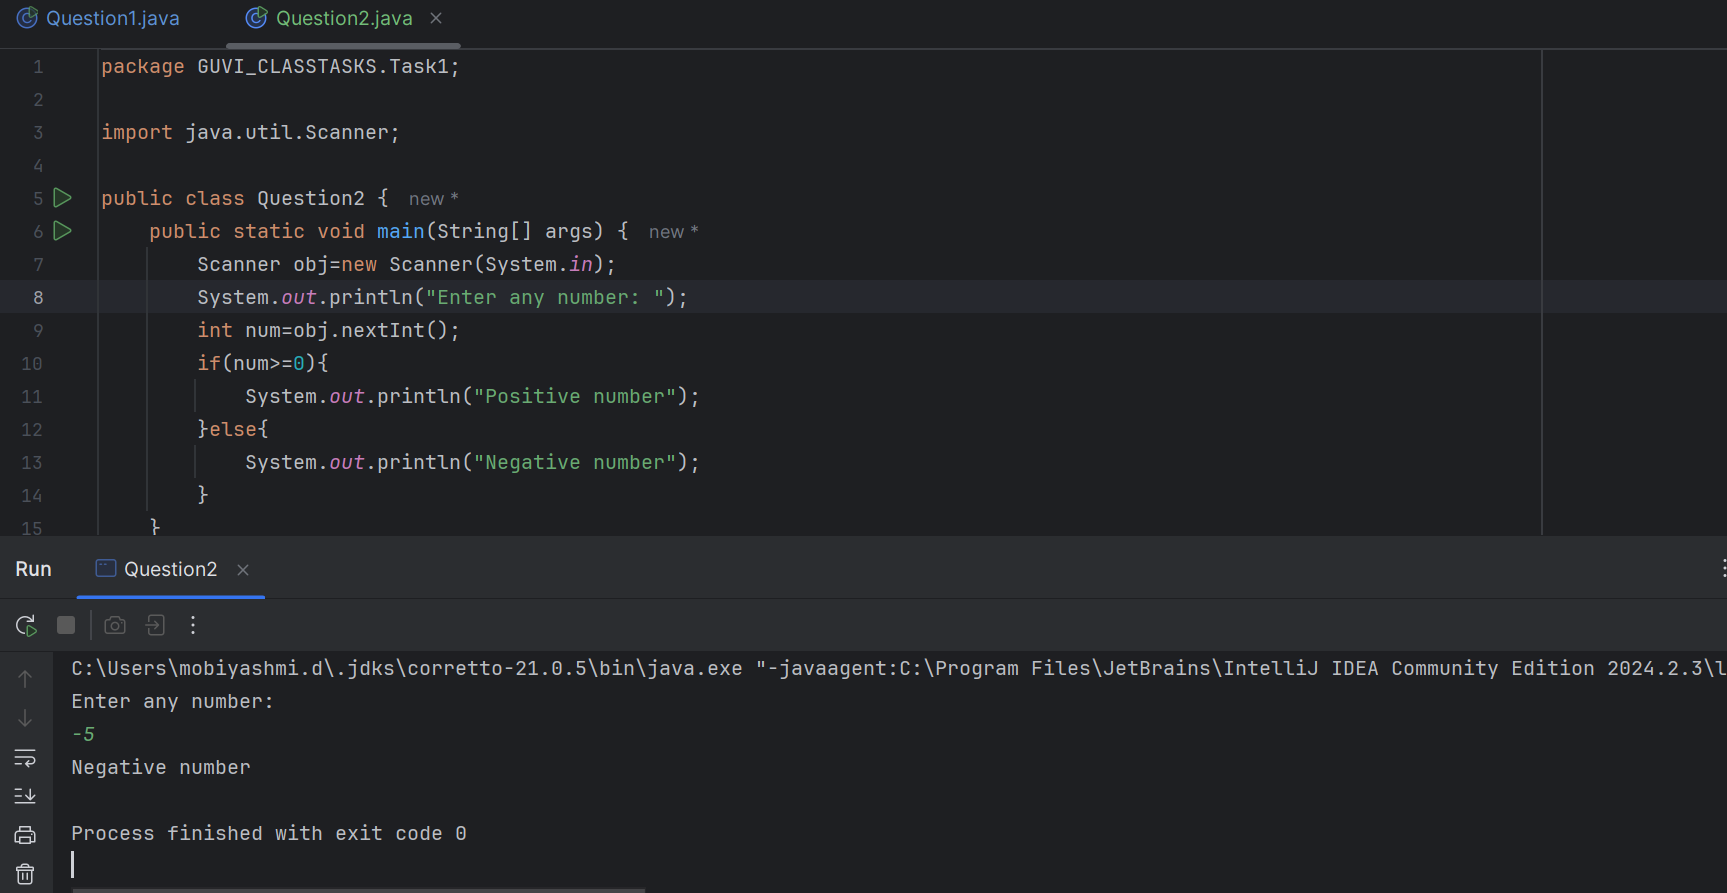 Question1.java Question2.java
1 package GUVI_CLASSTASKS.Task1;
2
3 import java.util.Scanner;
4
5 public class Question2 { new *
6 public static void main(String[] args) { new *
7 Scanner obj=new Scanner(System.in);
8 System.out.println("Enter any number: ");
9 int num=obj.nextInt();
10 if(num>=0){
11 System.out.println("Positive number");
12 }else{
13 System.out.println("Negative number");
14 }
15 }
Run Question2
C:\Users\mobiyashmi.d\.jdks\corretto-21.0.5\bin\java.exe "-javaagent:C:\Program Files\JetBrains\IntelliJ IDEA Community Edition 2024.2.3\l
Enter any number:
-5
Negative number
Process finished with exit code 0